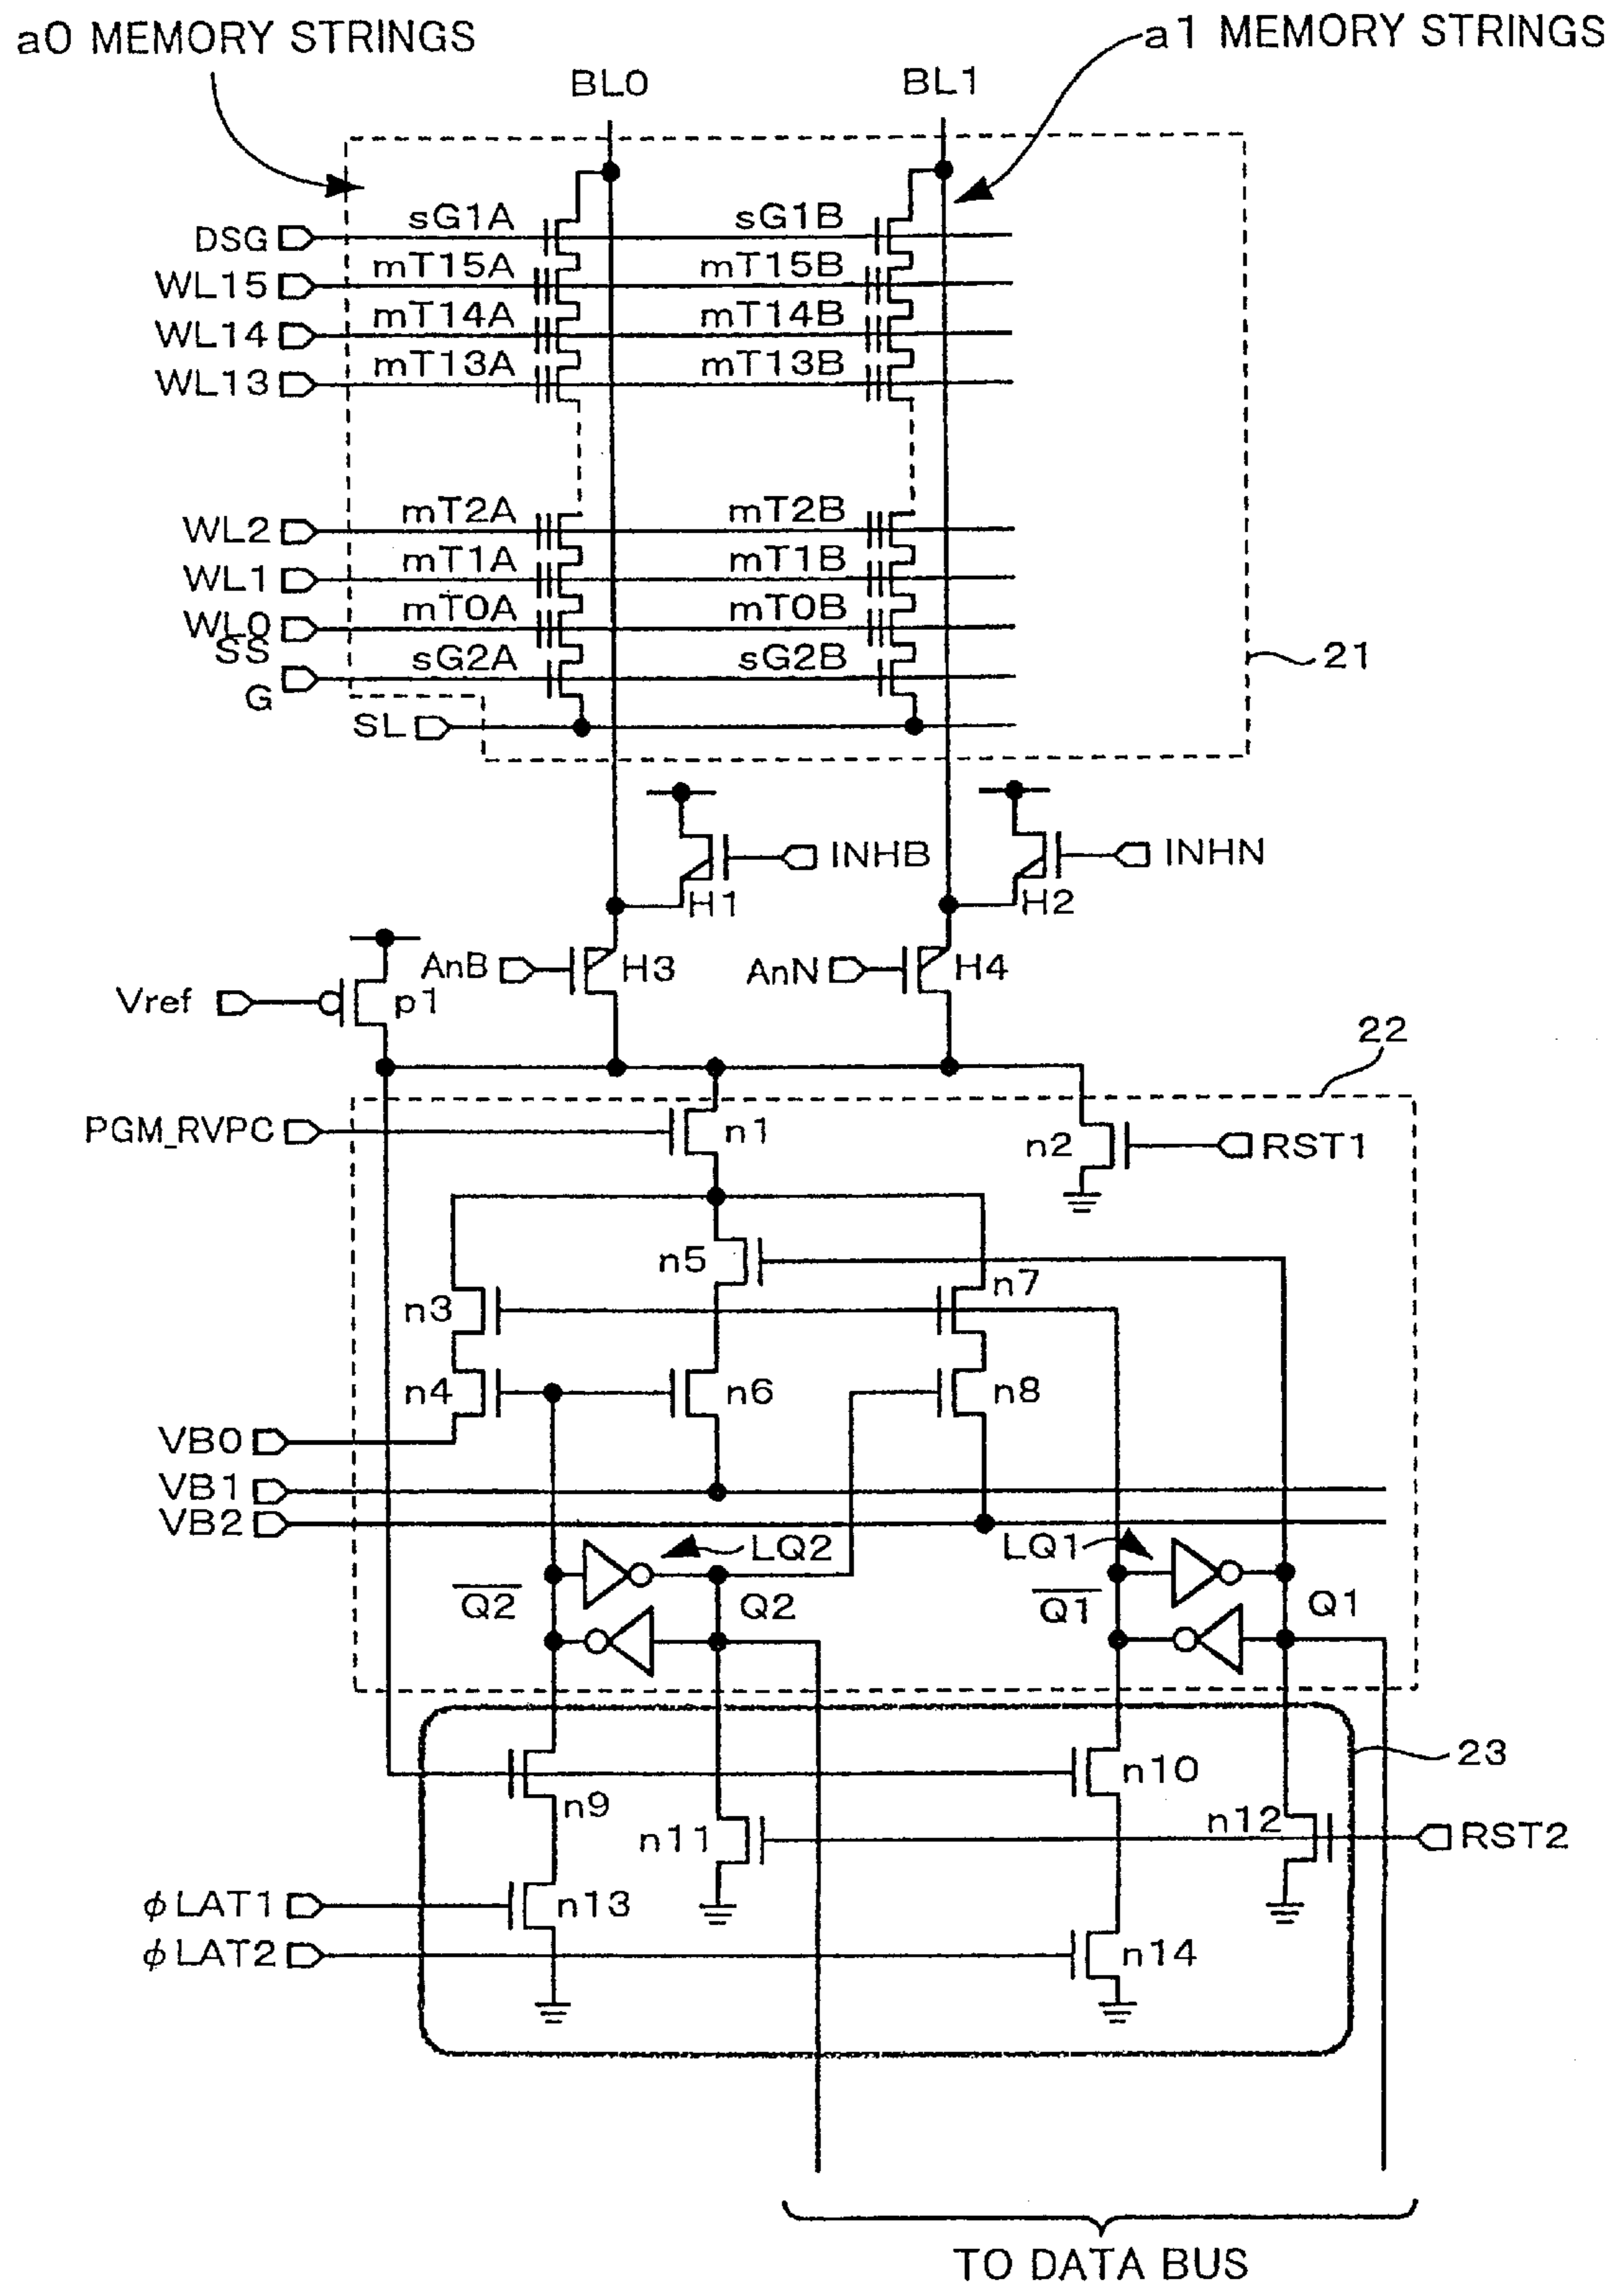 a0 MEMORY STRINGS
a1 MEMORY STRINGS
BL0
BL1
DSG
sG1A
sG1B
WL15
mT15A
mT15B
WL14
mT14A
mT14B
WL13
mT13A
mT13B
WL2
mT2A
mT2B
WL1
mT1A
mT1B
WL0
mT0A
mT0B
SS
G
sG2A
sG2B
21
SL
INHB
INHN
H1
H2
AnB
H3
AnN
H4
Vref
p1
22
PGM_RVPC
n1
n2
RST1
n5
n7
n3
n4
n6
n8
VB0
VB1
VB2
LQ2
LQ1
Q2
Q2
Q1
Q1
23
n10
n9
n11
n12
RST2
φLAT1
n13
φLAT2
n14
TO DATA BUS